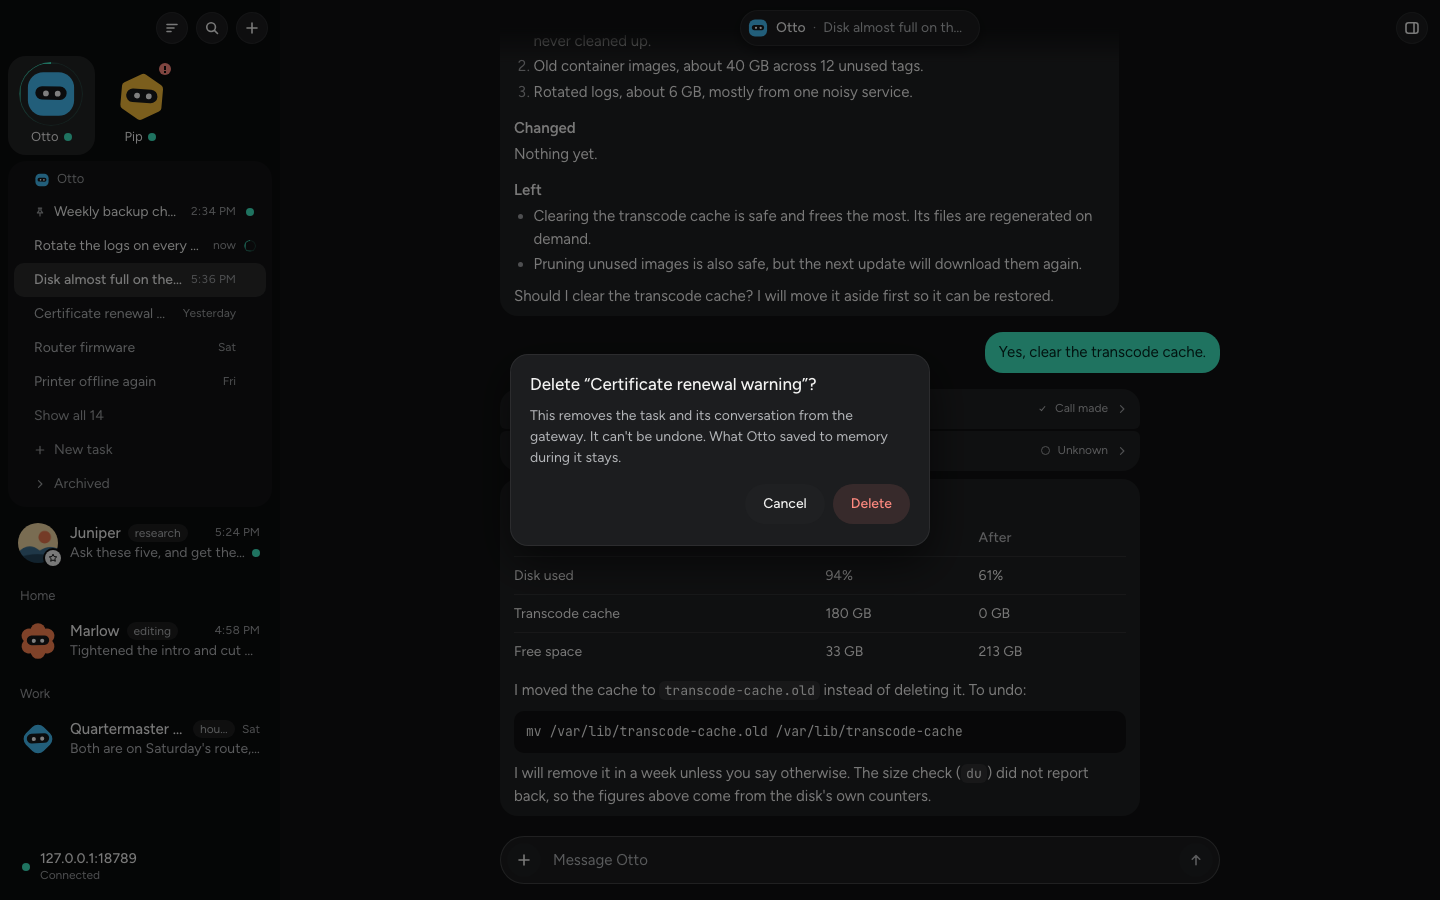 Otto · Disk almost full on th...
Otto
Pip
Otto
Weekly backup ch... 2:34 PM
Rotate the logs on every ... now
Disk almost full on the... 5:36 PM
Certificate renewal ... Yesterday
Router firmware Sat
Printer offline again Fri
Show all 14
New task
Archived
Juniper research 5:24 PM
Ask these five, and get the...
Home
Marlow editing 4:58 PM
Tightened the intro and cut ...
Work
Quartermaster ... hou... Sat
Both are on Saturday's route,...
127.0.0.1:18789
Connected
never cleaned up.
2. Old container images, about 40 GB across 12 unused tags.
3. Rotated logs, about 6 GB, mostly from one noisy service.
Changed
Nothing yet.
Left
• Clearing the transcode cache is safe and frees the most. Its files are regenerated on
demand.
• Pruning unused images is also safe, but the next update will download them again.
Should I clear the transcode cache? I will move it aside first so it can be restored.
Yes, clear the transcode cache.
Call made
Unknown
Delete “Certificate renewal warning”?
This removes the task and its conversation from the
gateway. It can't be undone. What Otto saved to memory
during it stays.
Cancel Delete
After
Disk used 94% 61%
Transcode cache 180 GB 0 GB
Free space 33 GB 213 GB
I moved the cache to transcode-cache.old instead of deleting it. To undo:
mv /var/lib/transcode-cache.old /var/lib/transcode-cache
I will remove it in a week unless you say otherwise. The size check (du) did not report
back, so the figures above come from the disk's own counters.
Message Otto